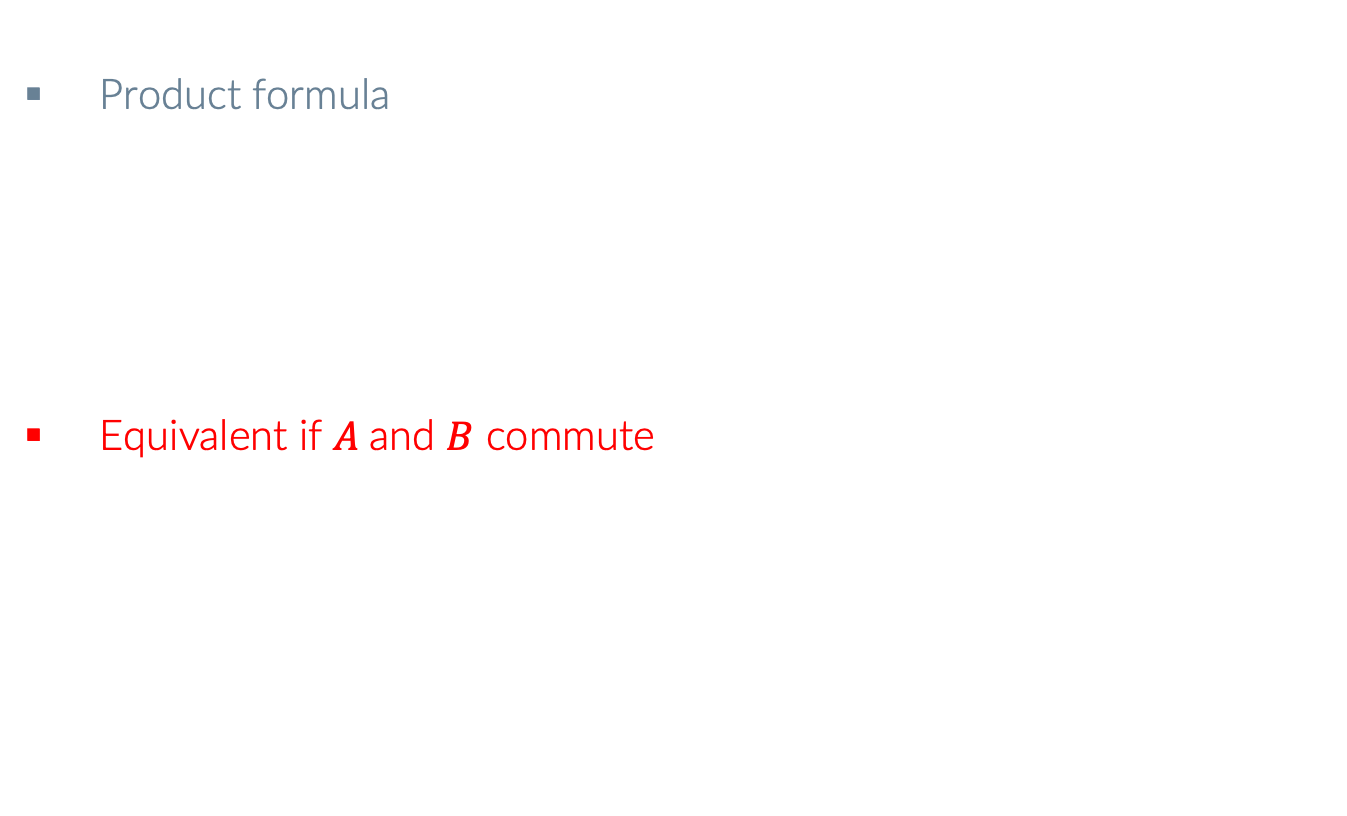 ▪ Product formula
▪ Equivalent if A and B commute